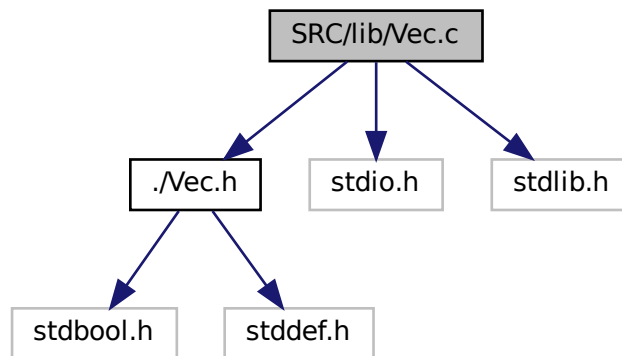 SRC/lib/Vec.c
./Vec.h
stdio.h
stdlib.h
stdbool.h
stddef.h